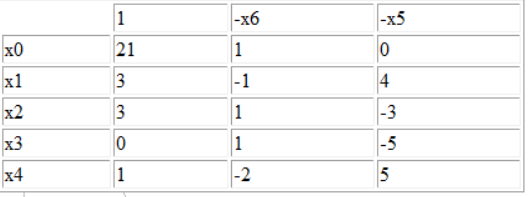 1 -x6 -x5
x0 21 1 0
x1 3 -1 4
x2 3 1 -3
x3 0 1 -5
x4 1 -2 5